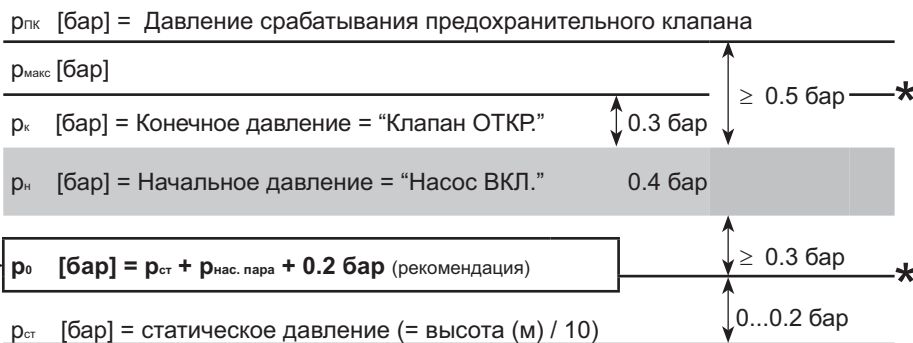 pпк [бар] = Давление срабатывания предохранительного клапана
pмакс [бар]
≥ 0.5 бар *
pк [бар] = Конечное давление = “Клапан ОТКР.” 0.3 бар
pн [бар] = Начальное давление = “Насос ВКЛ.” 0.4 бар
p₀ [бар] = pст + pнас. пара + 0.2 бар (рекомендация) ≥ 0.3 бар *
pст [бар] = статическое давление (= высота (м) / 10) 0...0.2 бар